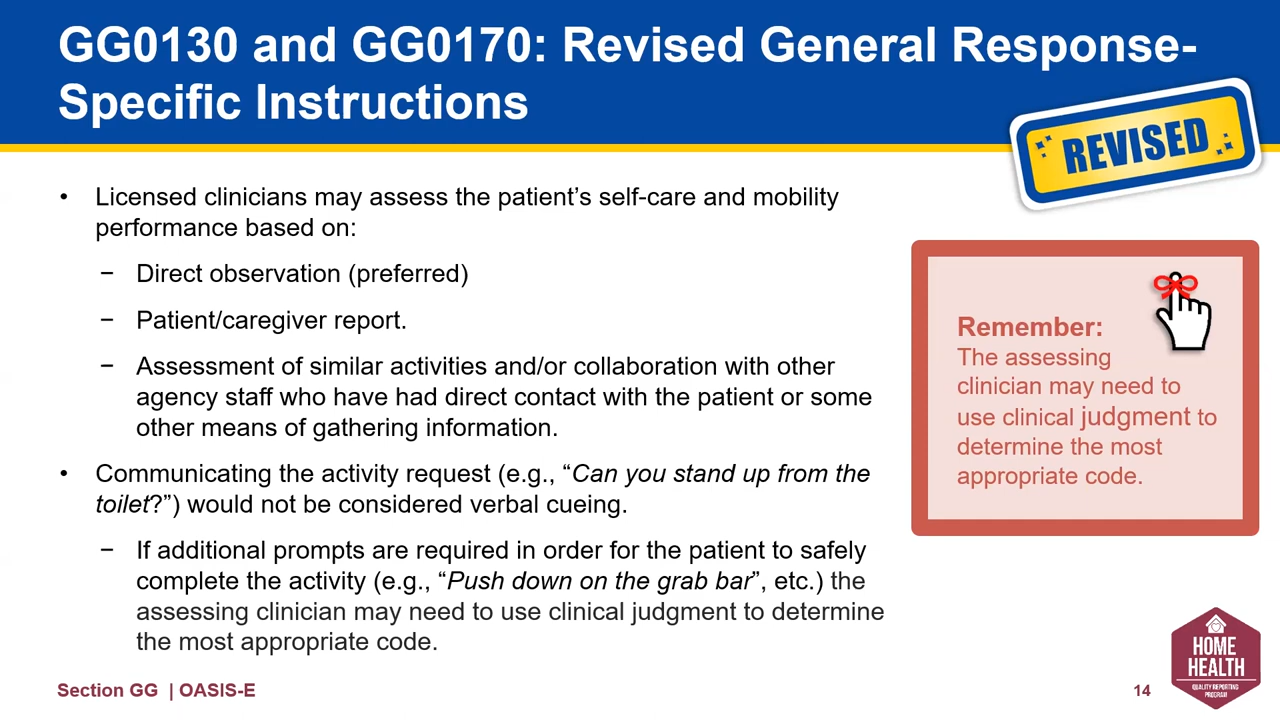 GG0130 and GG0170: Revised General Response-
Specific Instructions
REVISED
• Licensed clinicians may assess the patient’s self-care and mobility
performance based on:
− Direct observation (preferred)
− Patient/caregiver report.
− Assessment of similar activities and/or collaboration with other
agency staff who have had direct contact with the patient or some
other means of gathering information.
• Communicating the activity request (e.g., “Can you stand up from the
toilet?”) would not be considered verbal cueing.
− If additional prompts are required in order for the patient to safely
complete the activity (e.g., “Push down on the grab bar”, etc.) the
assessing clinician may need to use clinical judgment to determine
the most appropriate code.
Remember:
The assessing
clinician may need to
use clinical judgment to
determine the most
appropriate code.
Section GG | OASIS-E
14
HOME
HEALTH
QUALITY REPORTING
PROGRAM